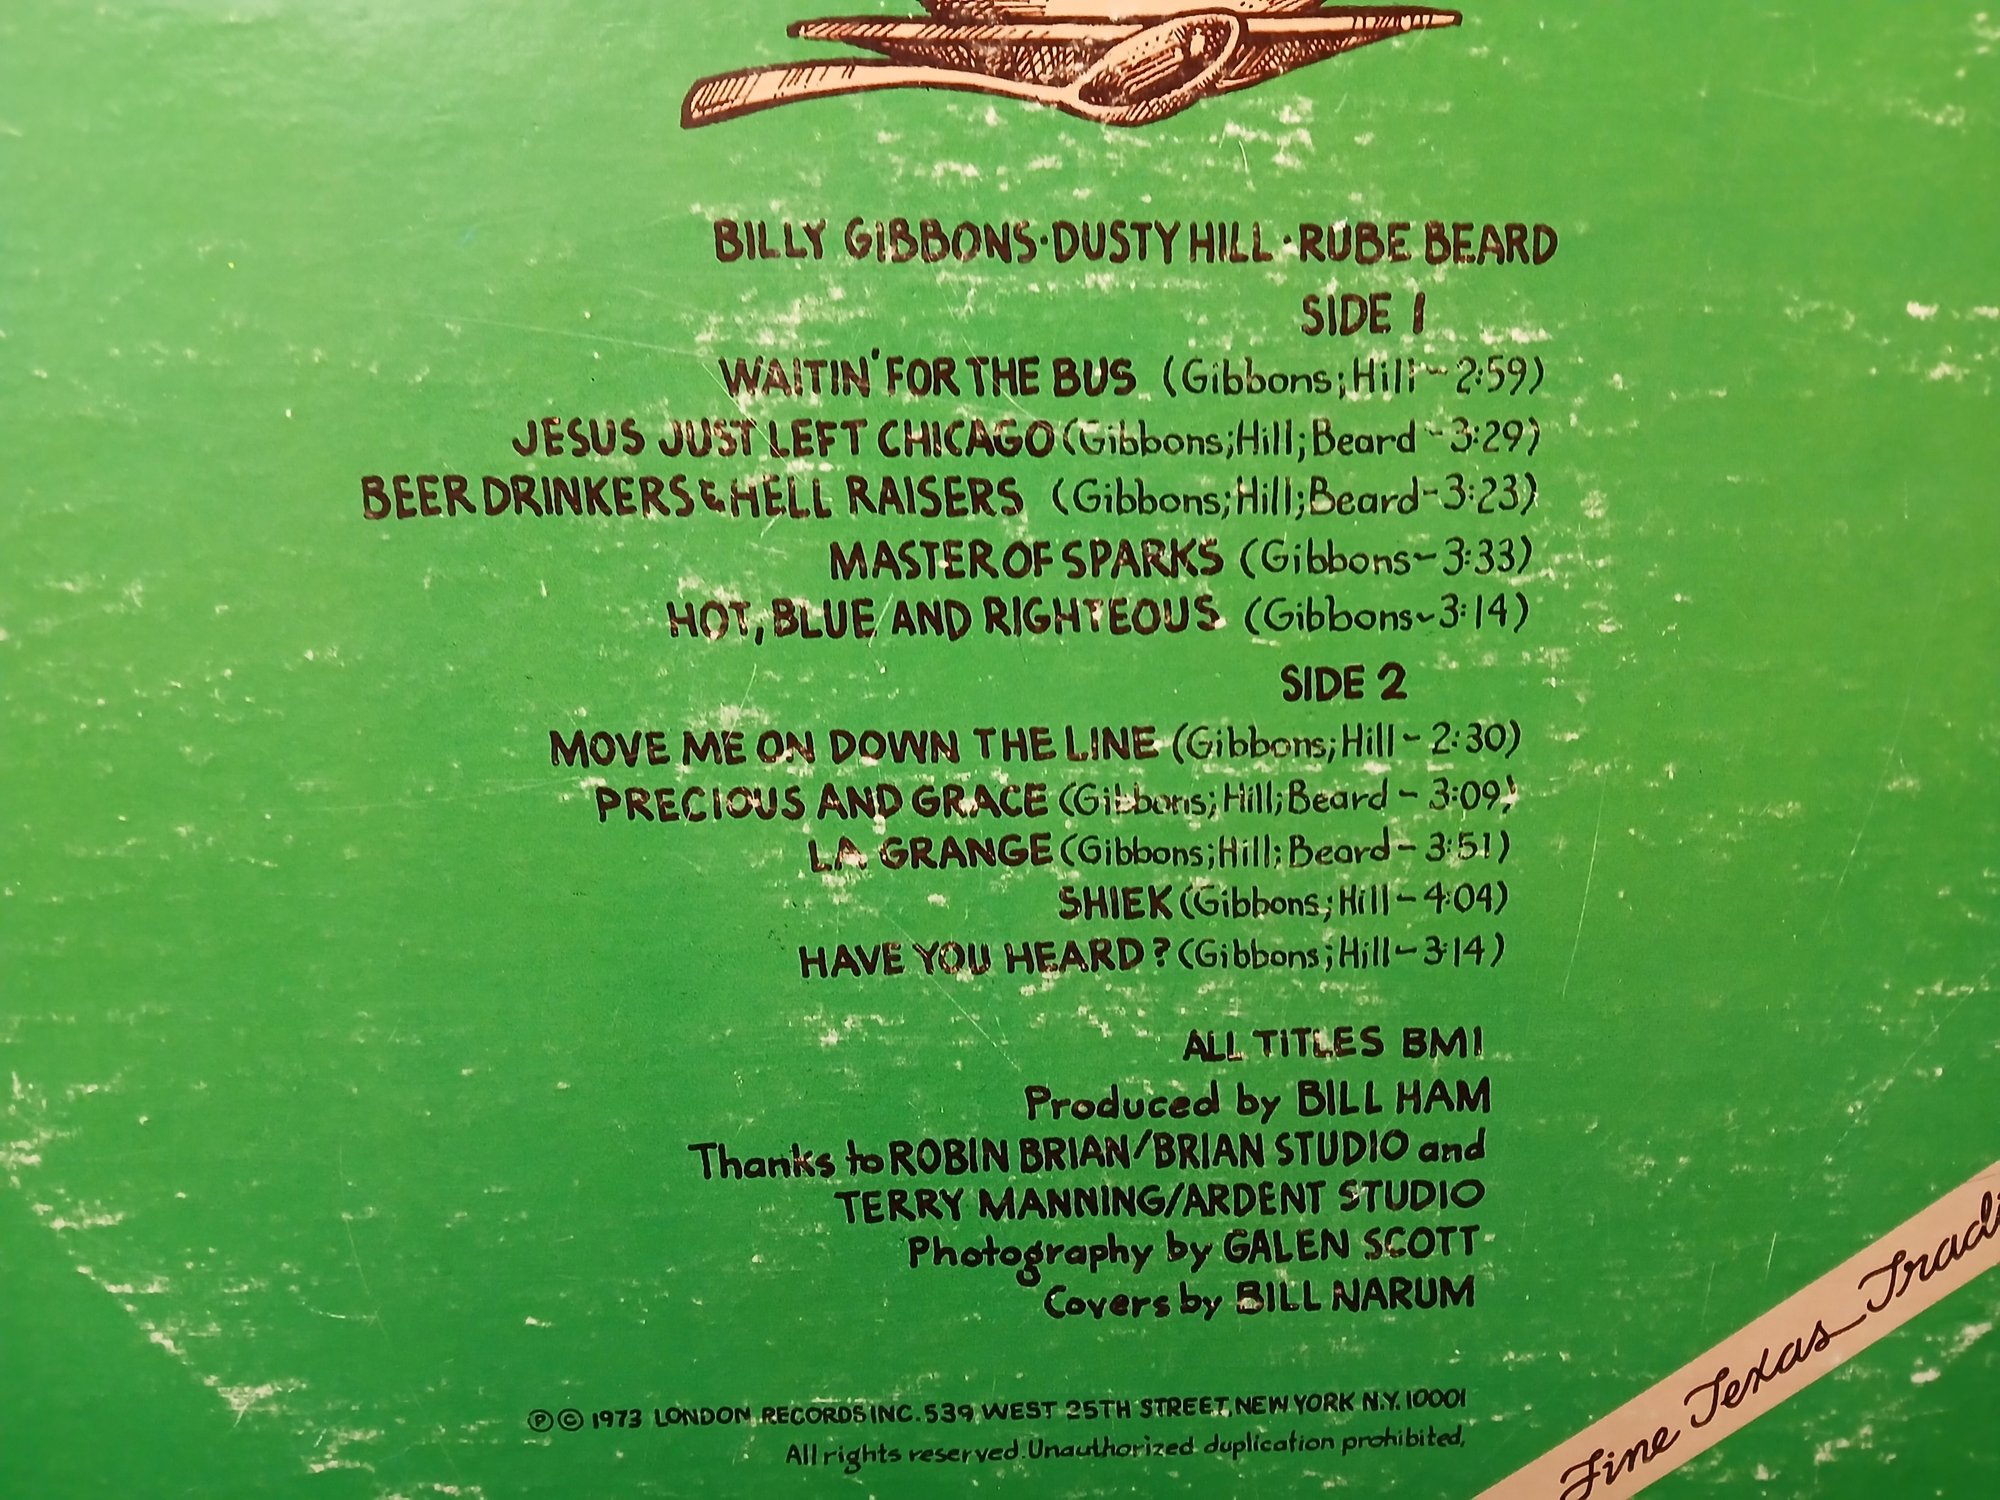 BILLY GIBBONS·DUSTY HILL·RUBE BEARD
SIDE 1
WAITIN' FOR THE BUS (Gibbons;Hill~2:59)
JESUS JUST LEFT CHICAGO (Gibbons;Hill;Beard~3:29)
BEER DRINKERS & HELL RAISERS (Gibbons;Hill;Beard-3:23)
MASTER OF SPARKS (Gibbons~3:33)
HOT, BLUE AND RIGHTEOUS (Gibbons~3:14)
SIDE 2
MOVE ME ON DOWN THE LINE (Gibbons;Hill~2:30)
PRECIOUS AND GRACE (Gibbons;Hill;Beard-3:09)
LA GRANGE (Gibbons;Hill;Beard-3:51)
SHIEK (Gibbons;Hill-4:04)
HAVE YOU HEARD? (Gibbons;Hill-3:14)
ALL TITLES BMI
Produced by BILL HAM
Thanks to ROBIN BRIAN/BRIAN STUDIO and
TERRY MANNING/ARDENT STUDIO
Photography by GALEN SCOTT
Covers by BILL NARUM
Ⓟ © 1973 LONDON RECORDS INC. 539 WEST 25TH STREET, NEW YORK N.Y. 10001
All rights reserved. Unauthorized duplication prohibited,
Fine Texas Tradi